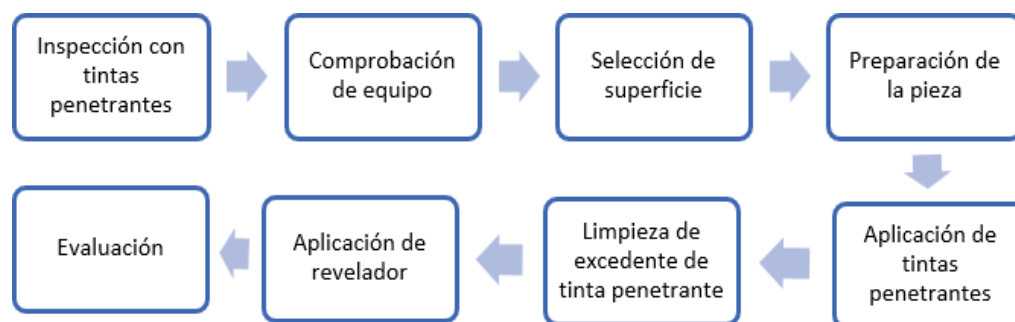 Inspección con
tintas
penetrantes
Comprobación
de equipo
Selección de
superficie
Preparación de
la pieza
Aplicación de
tintas
penetrantes
Limpieza de
excedente de
tinta penetrante
Aplicación de
revelador
Evaluación